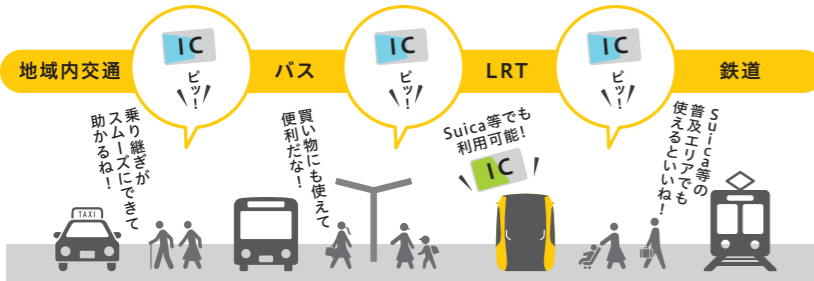 地域内交通
IC
ピッ!
バス
IC
ピッ!
LRT
IC
ピッ!
鉄道
乗り継ぎが
スムーズにできて
助かるね!
買い物にも使えて
便利だな!
Suica等でも
利用可能!
IC
Suica等の
普及エリアでも
使えるといいね!
TAXI